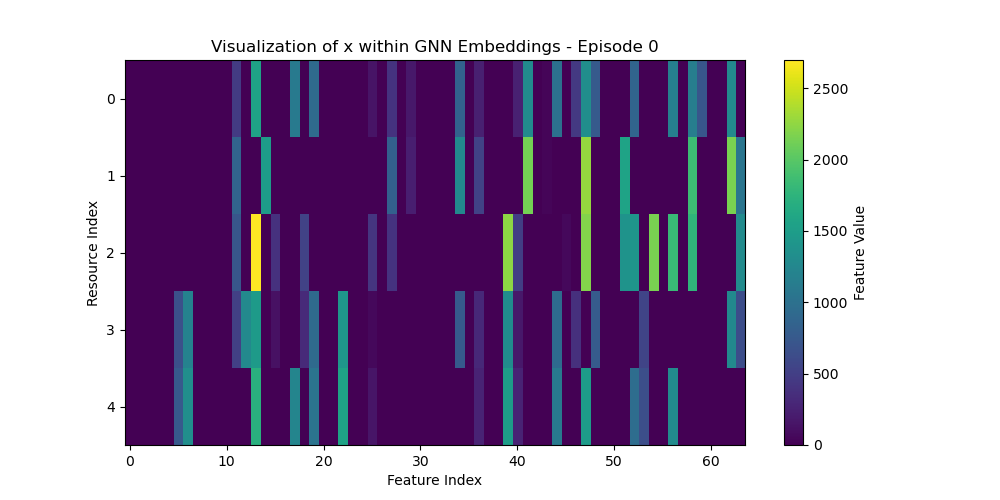 Visualization of x within GNN Embeddings - Episode 0
Resource Index
0
1
2
3
4
0 10 20 30 40 50 60
Feature Index
2500
2000
1500
1000
500
0
Feature Value